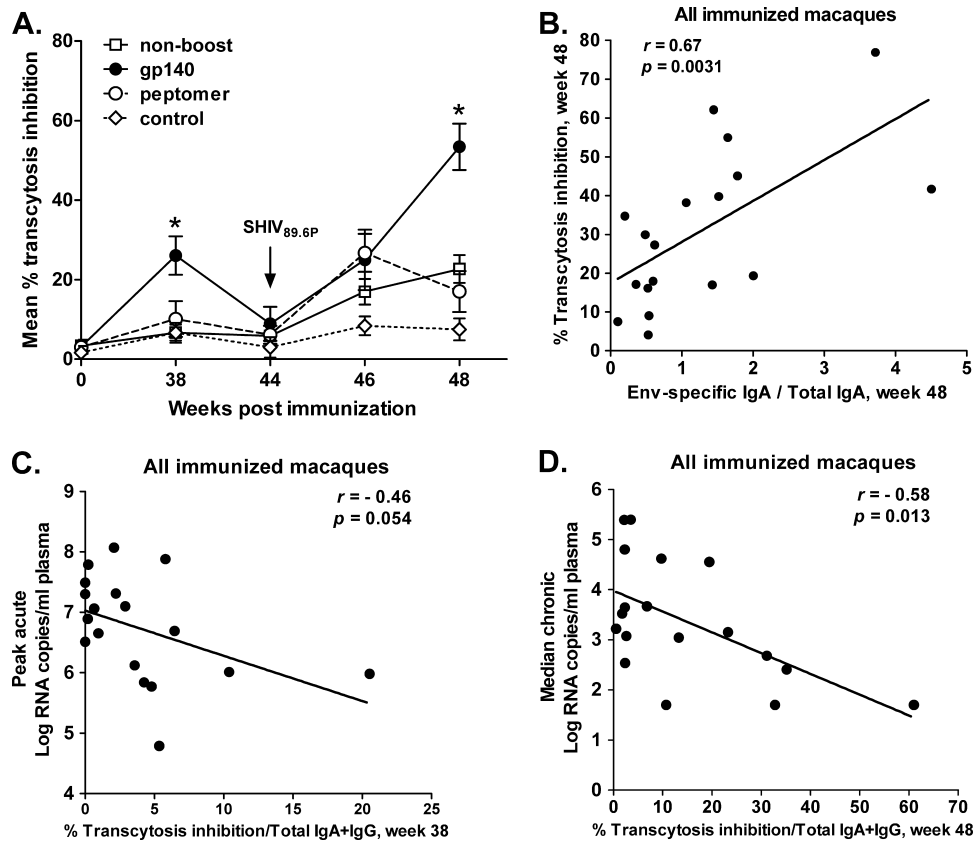 A.
80
60
40
20
0
Mean % transcytosis inhibition
non-boost
gp140
peptomer
control
*
SHIV89.6P
*
0 38 44 46 48
Weeks post immunization
B.
All immunized macaques
r = 0.67
p = 0.0031
80
70
60
50
40
30
20
10
0
% Transcytosis inhibition, week 48
0 1 2 3 4 5
Env-specific IgA / Total IgA, week 48
C.
All immunized macaques
r = - 0.46
p = 0.054
9
8
7
6
5
4
Peak acute
Log RNA copies/ml plasma
0 5 10 15 20 25
% Transcytosis inhibition/Total IgA+IgG, week 38
D.
All immunized macaques
r = - 0.58
p = 0.013
6
5
4
3
2
1
0
Median chronic
Log RNA copies/ml plasma
0 10 20 30 40 50 60 70
% Transcytosis inhibition/Total IgA+IgG, week 48